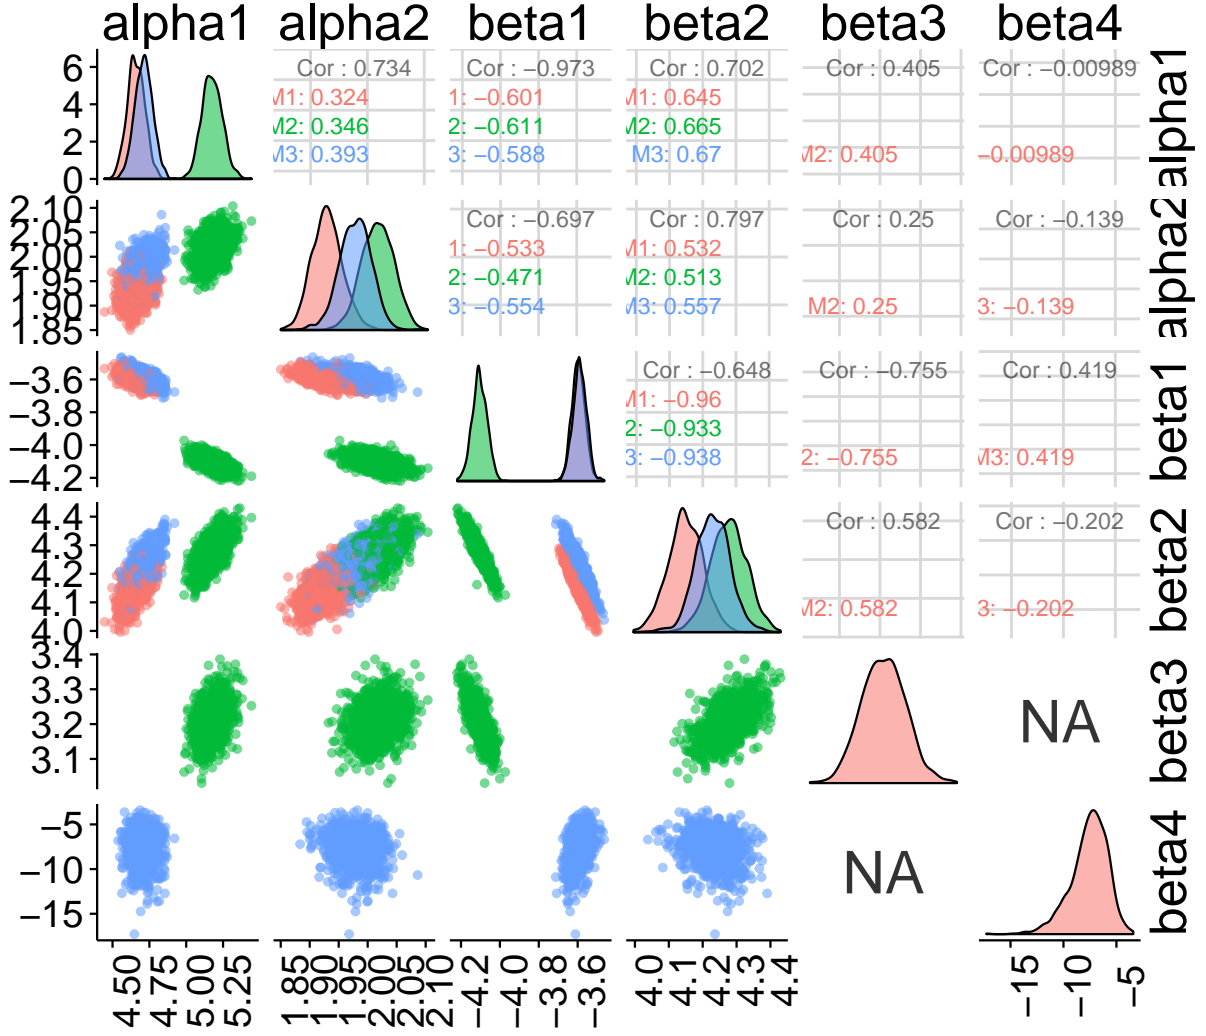 alpha1 alpha2 beta1 beta2 beta3 beta4
6 Cor : 0.734 Cor : −0.973 Cor : 0.702 Cor : 0.405 Cor : −0.00989 alpha1
4 M1: 0.324 1: −0.601 M1: 0.645
2 M2: 0.346 2: −0.611 M2: 0.665
0 M3: 0.393 3: −0.588 M3: 0.67 M2: 0.405 −0.00989
2.10 Cor : −0.697 Cor : 0.797 Cor : 0.25 Cor : −0.139 alpha2
2.05 1: −0.533 M1: 0.532
2.00 2: −0.471 M2: 0.513
1.95
1.90 3: −0.554 M3: 0.557 M2: 0.25 3: −0.139
1.85
−3.6 Cor : −0.648 Cor : −0.755 Cor : 0.419 beta1
−3.8 M1: −0.96
−4.0 2: −0.933
−4.2 3: −0.938 2: −0.755 M3: 0.419
4.4 Cor : 0.582 Cor : −0.202 beta2
4.3
4.2
4.1 M2: 0.582 3: −0.202
4.0
3.4 beta3
3.3
3.2 NA
3.1
−5 beta4
−10 NA
−15
4.50 4.75 5.00 5.25 1.85 1.90 1.95 2.00 2.05 2.10 −4.2 −4.0 −3.8 −3.6 4.0 4.1 4.2 4.3 4.4 −15 −10 −5